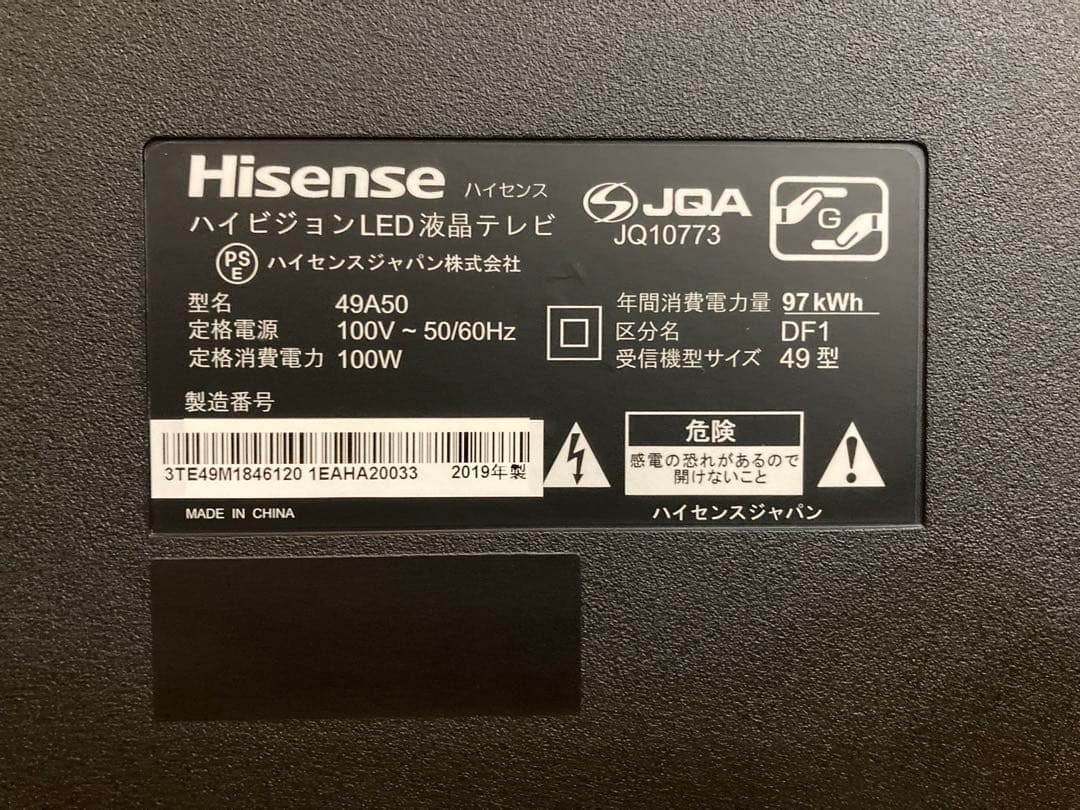 Hisense ハイセンス
JQA
JQ10773
G
ハイビジョンLED液晶テレビ
PS
E
ハイセンスジャパン株式会社
型名 49A50
定格電源 100V ~ 50/60Hz
定格消費電力 100W
年間消費電力量 97kWh
区分名 DF1
受信機型サイズ 49型
製造番号
3TE49M1846120 1EAHA20033 2019年製
MADE IN CHINA
危険
感電の恐れがあるので
開けないこと
ハイセンスジャパン